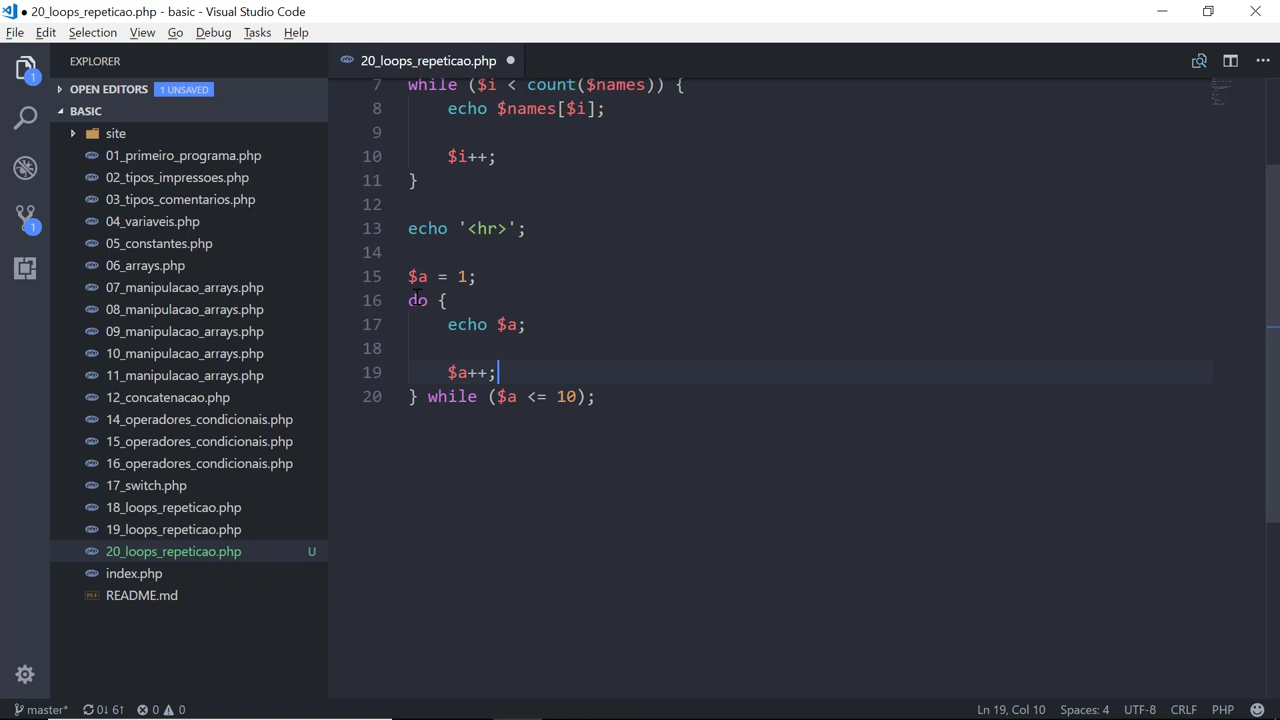 20_loops_repeticao.php - basic - Visual Studio Code
File Edit Selection View Go Debug Tasks Help
EXPLORER
20_loops_repeticao.php
1
OPEN EDITORS 1 UNSAVED
BASIC
site
01_primeiro_programa.php
02_tipos_impressoes.php
03_tipos_comentarios.php
04_variaveis.php
1
05_constantes.php
06_arrays.php
07_manipulacao_arrays.php
08_manipulacao_arrays.php
09_manipulacao_arrays.php
10_manipulacao_arrays.php
11_manipulacao_arrays.php
12_concatenacao.php
14_operadores_condicionais.php
15_operadores_condicionais.php
16_operadores_condicionais.php
17_switch.php
18_loops_repeticao.php
19_loops_repeticao.php
20_loops_repeticao.php U
index.php
README.md
7 while ($i < count($names)) {
8 echo $names[$i];
9
10 $i++;
11 }
12
13 echo '<hr>';
14
15 $a = 1;
16 do {
17 echo $a;
18
19 $a++;
20 } while ($a <= 10);
master* 0↓ 6↑ 0 0 Ln 19, Col 10 Spaces: 4 UTF-8 CRLF PHP